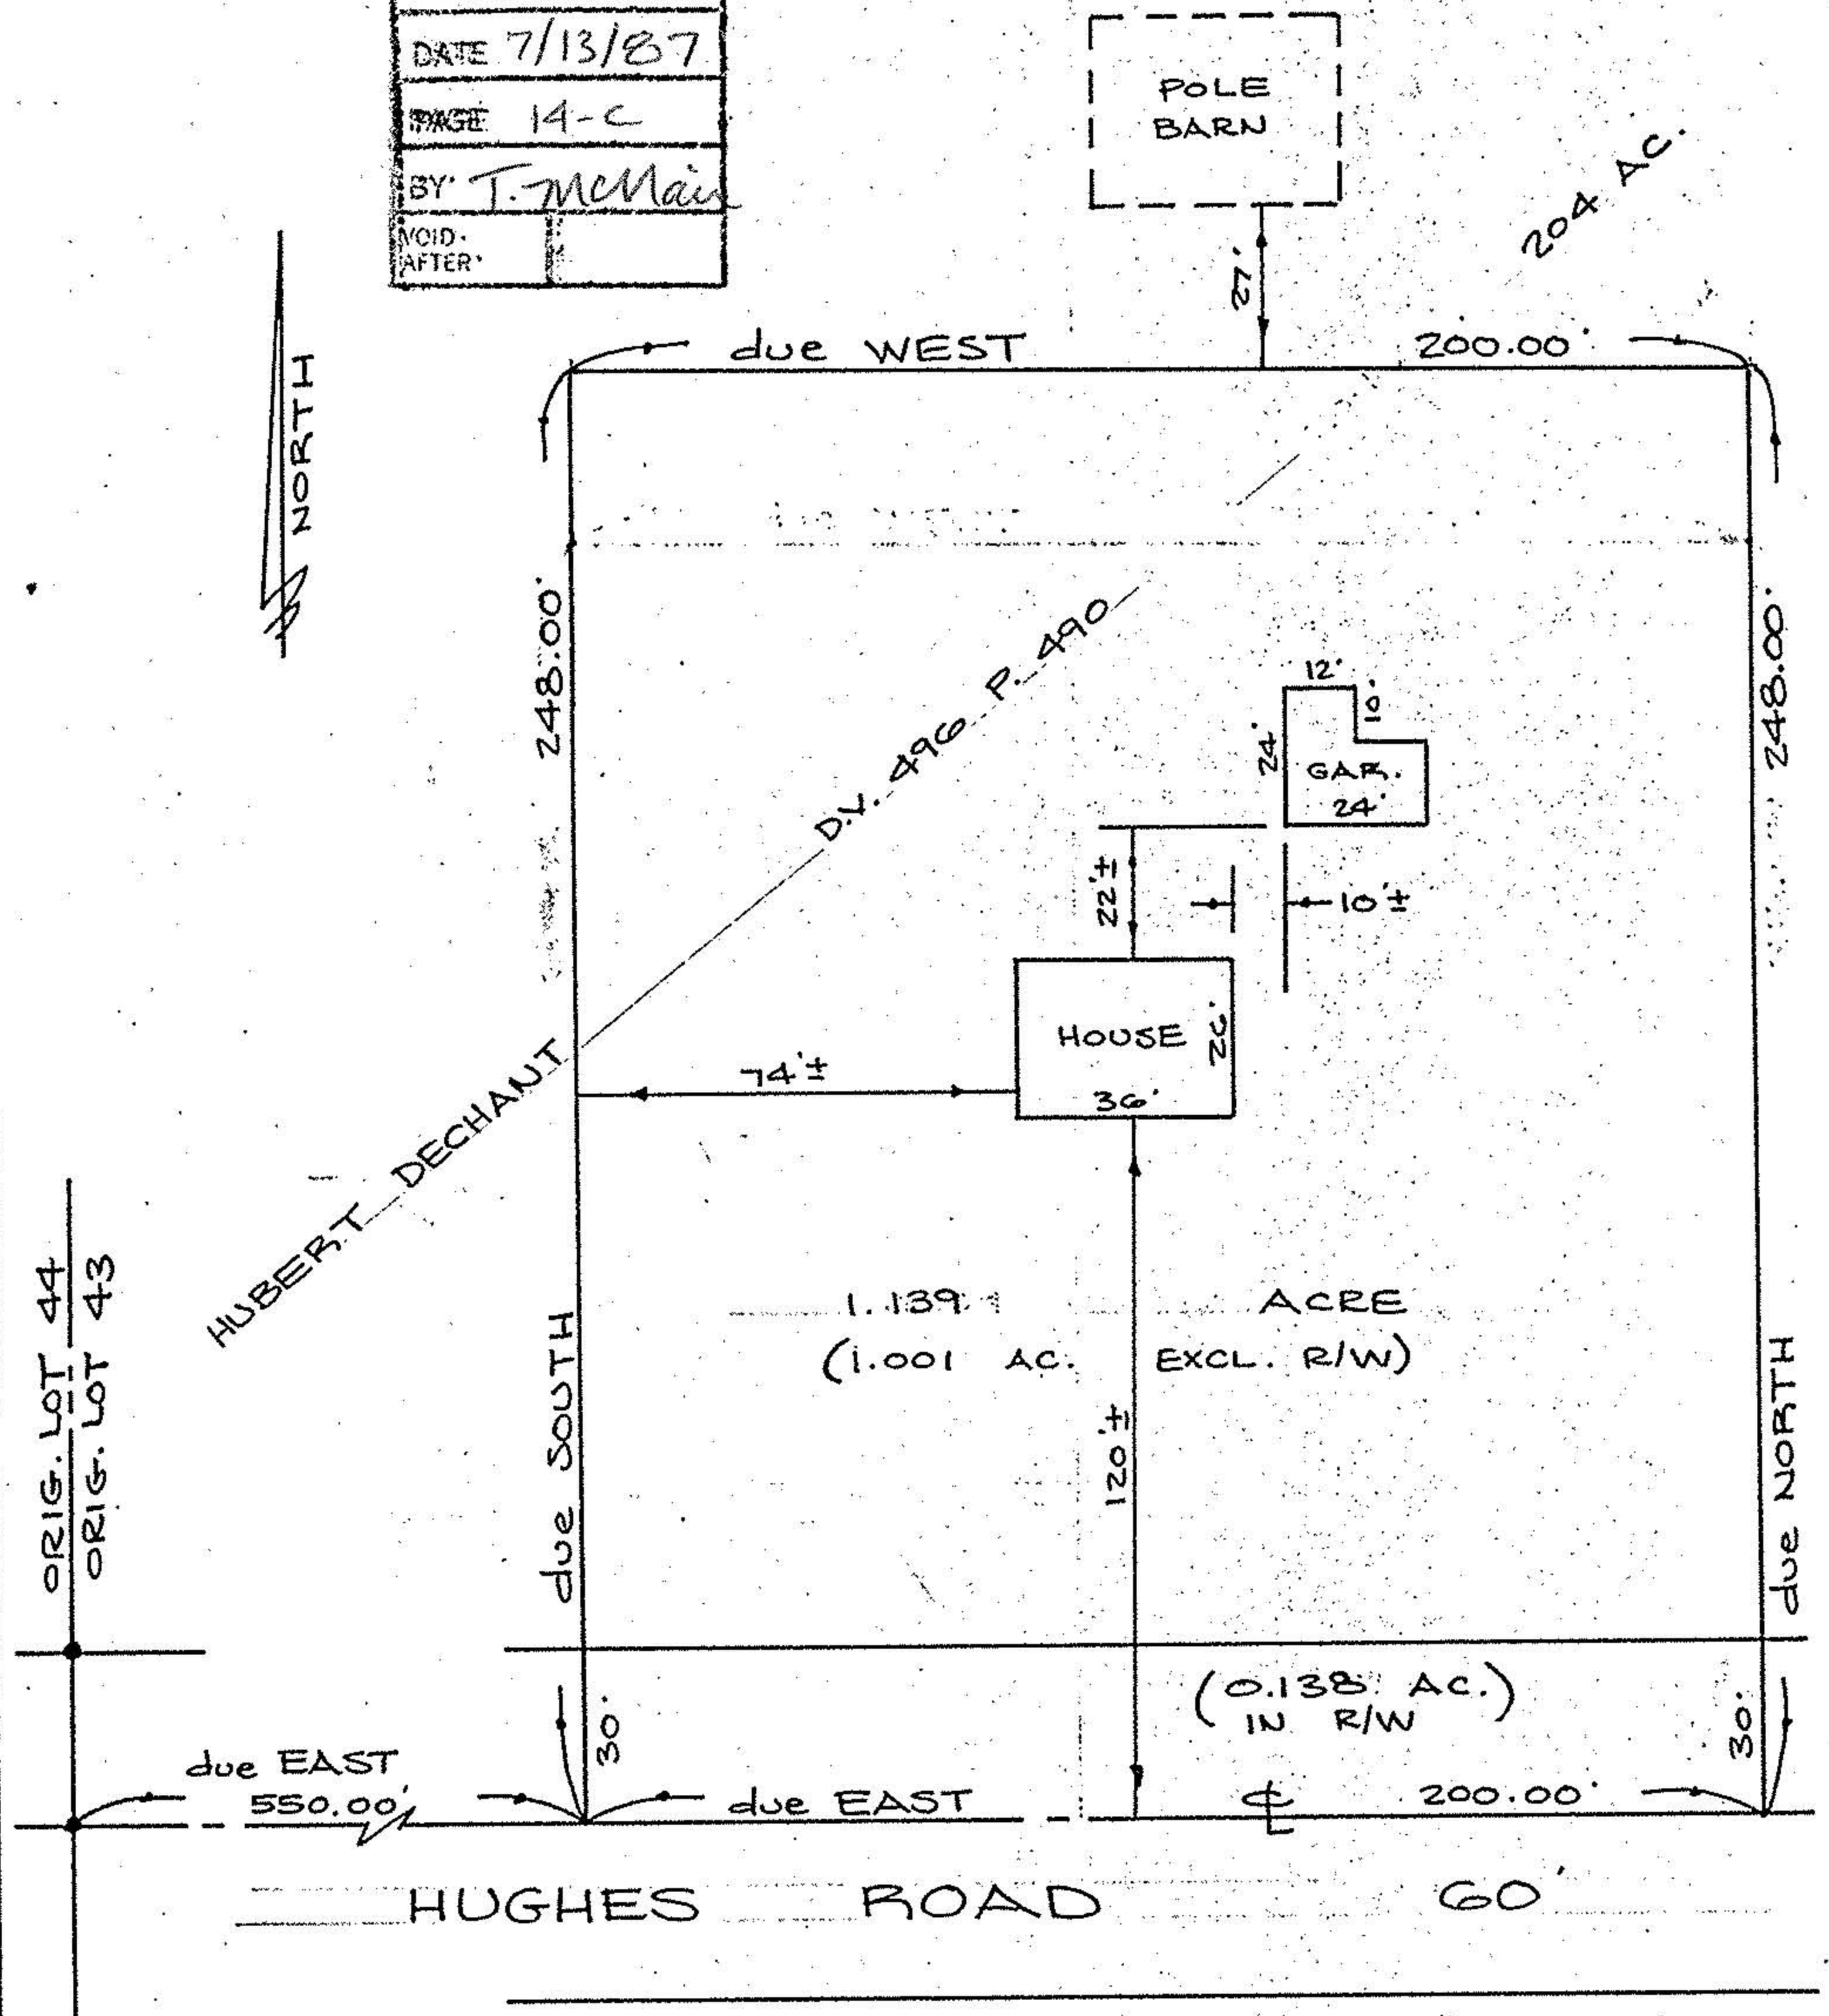 DATE 7/13/87
PAGE 14-C
BY T. McNair
VOID
AFTER
POLE
BARN
204 AC.
27'
NORTH
due WEST 200.00'
248.00'
248.00'
D.V. 496 P. 490
12'
10'
24'
GAR.
24'
22'±
10'±
HOUSE
26'
36'
74'±
HUBERT DECHANT
ORIG. LOT 44
ORIG. LOT 43
1.139 ACRE
(1.001 AC. EXCL. R/W)
120'±
due SOUTH
due NORTH
(0.138 AC.)
IN R/W
30'
30'
due EAST
550.00'
due EAST ℄ 200.00'
HUGHES ROAD 60'